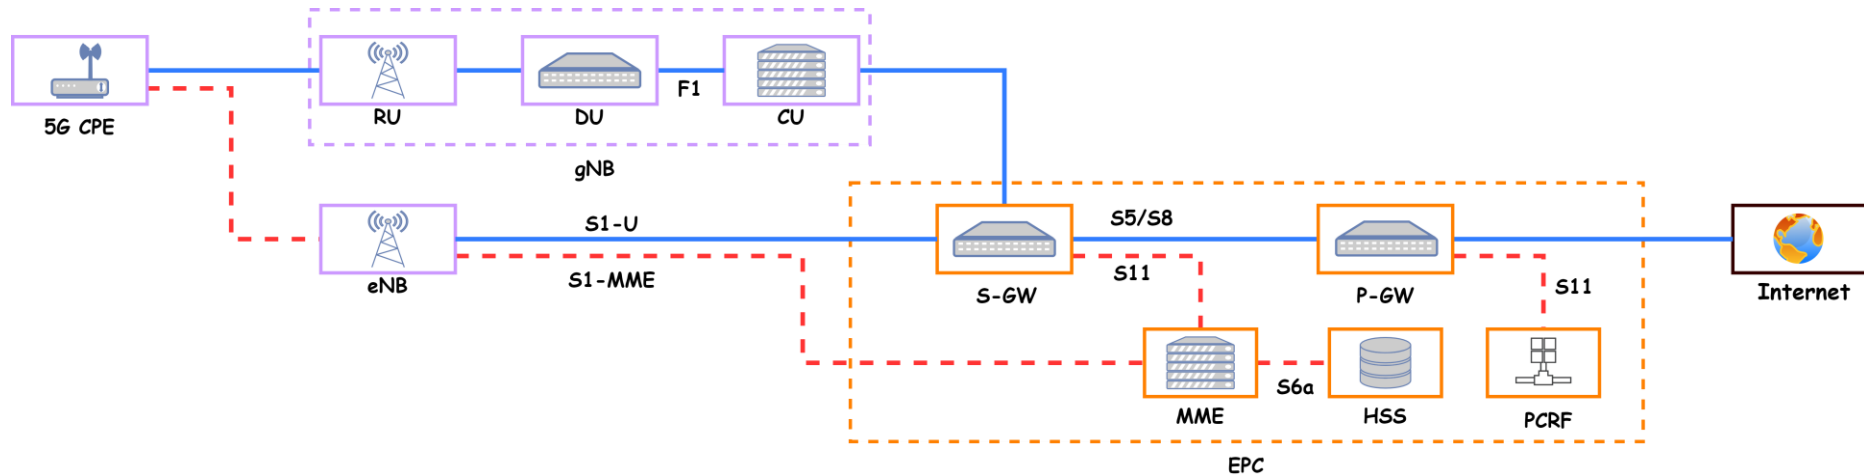 5G CPE
RU
DU
F1
CU
gNB
eNB
S1-U
S1-MME
S-GW
S5/S8
S11
P-GW
S11
Internet
MME
S6a
HSS
PCRF
EPC